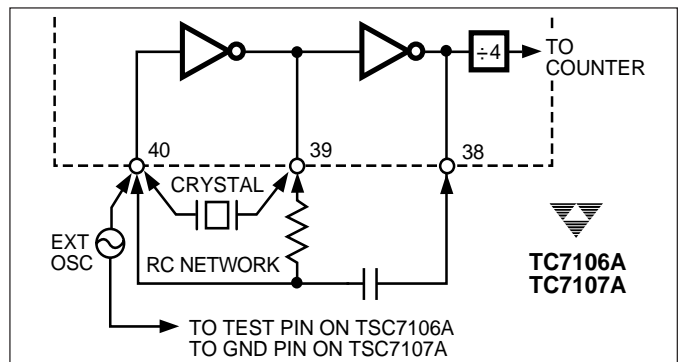 ÷4
TO
COUNTER
40
39
38
CRYSTAL
EXT
OSC
RC NETWORK
TC7106A
TC7107A
TO TEST PIN ON TSC7106A
TO GND PIN ON TSC7107A